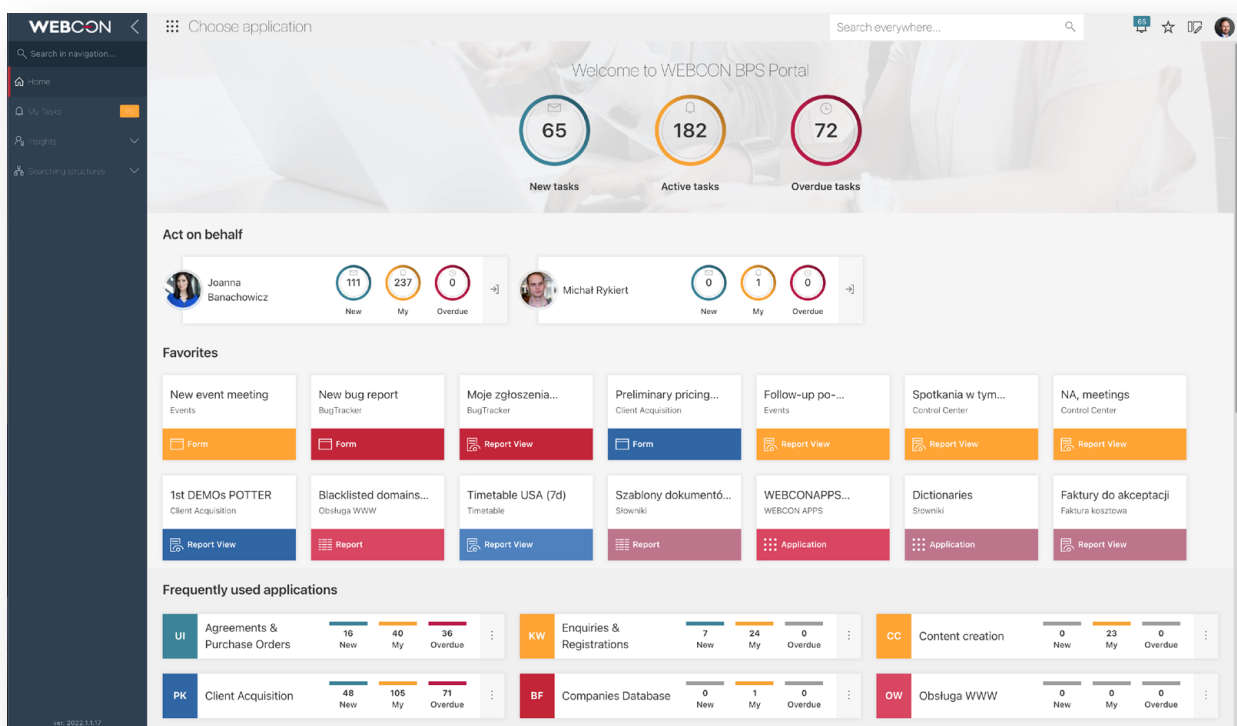 WEBCON
Search in navigation...
Home
My Tasks
182
Insights
Searching structures
ver. 2022.1.1.17
Choose application
Search everywhere...
65
Welcome to WEBCON BPS Portal
65
New tasks
182
Active tasks
72
Overdue tasks
Act on behalf
Joanna
Banachowicz
111
New
237
My
0
Overdue
Michał Rykiert
0
New
1
My
0
Overdue
Favorites
New event meeting
Events
Form
New bug report
BugTracker
Form
Moje zgłoszenia...
BugTracker
Report View
Preliminary pricing...
Client Acquisition
Form
Follow-up po-...
Events
Report View
Spotkania w tym...
Control Center
Report View
NA, meetings
Control Center
Report View
1st DEMOs POTTER
Client Acquisition
Report View
Blacklisted domains...
Obsługa WWW
Report
Timetable USA (7d)
Timetable
Report View
Szablony dokumentó...
Słowniki
Report
WEBCONAPPS...
WEBCON APPS
Application
Dictionaries
Słowniki
Application
Faktury do akceptacji
Faktura kosztowa
Report View
Frequently used applications
UI
Agreements &
Purchase Orders
16
New
40
My
36
Overdue
KW
Enquiries &
Registrations
7
New
24
My
0
Overdue
CC
Content creation
0
New
23
My
0
Overdue
PK
Client Acquisition
48
New
105
My
71
Overdue
BF
Companies Database
0
New
1
My
0
Overdue
OW
Obsługa WWW
0
New
0
My
0
Overdue